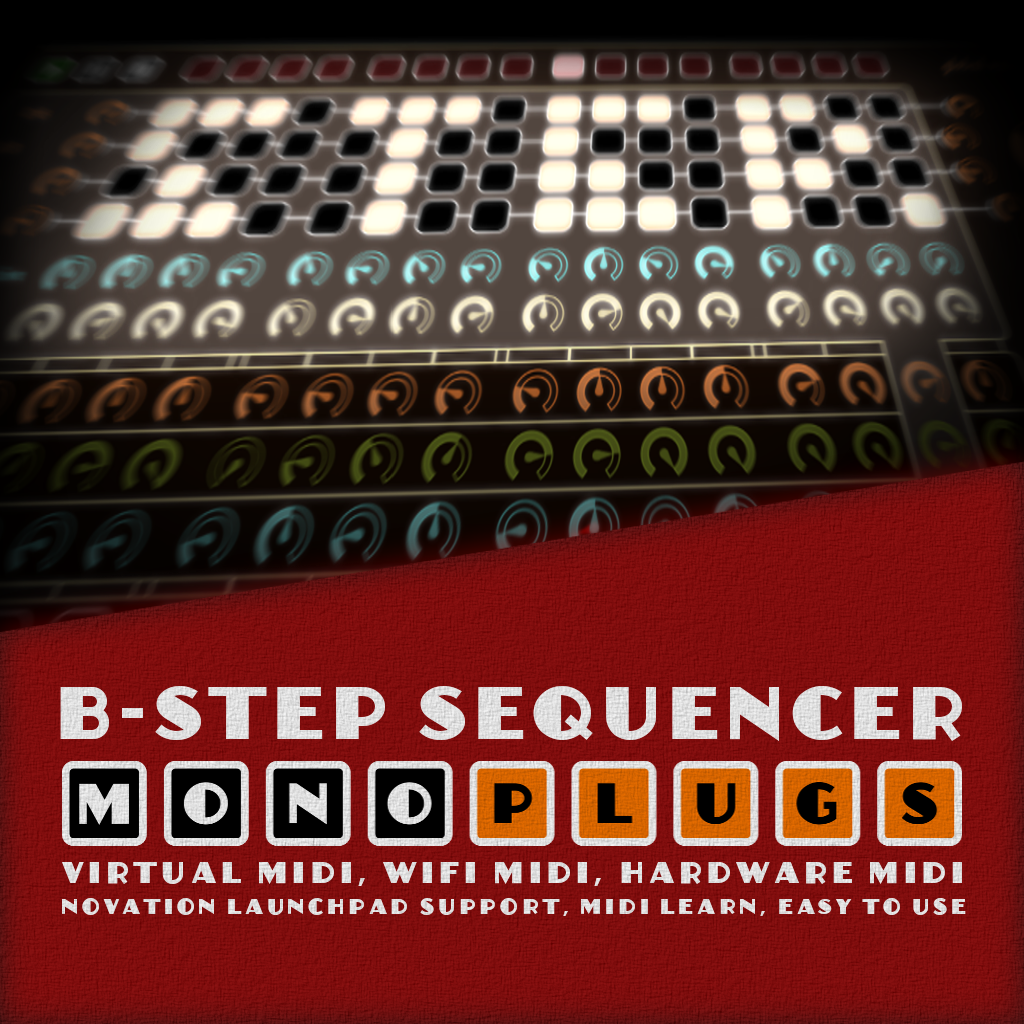 B-STEP SEQUENCER
MONOPLUGS
VIRTUAL MIDI, WIFI MIDI, HARDWARE MIDI
NOVATION LAUNCHPAD SUPPORT, MIDI LEARN, EASY TO USE